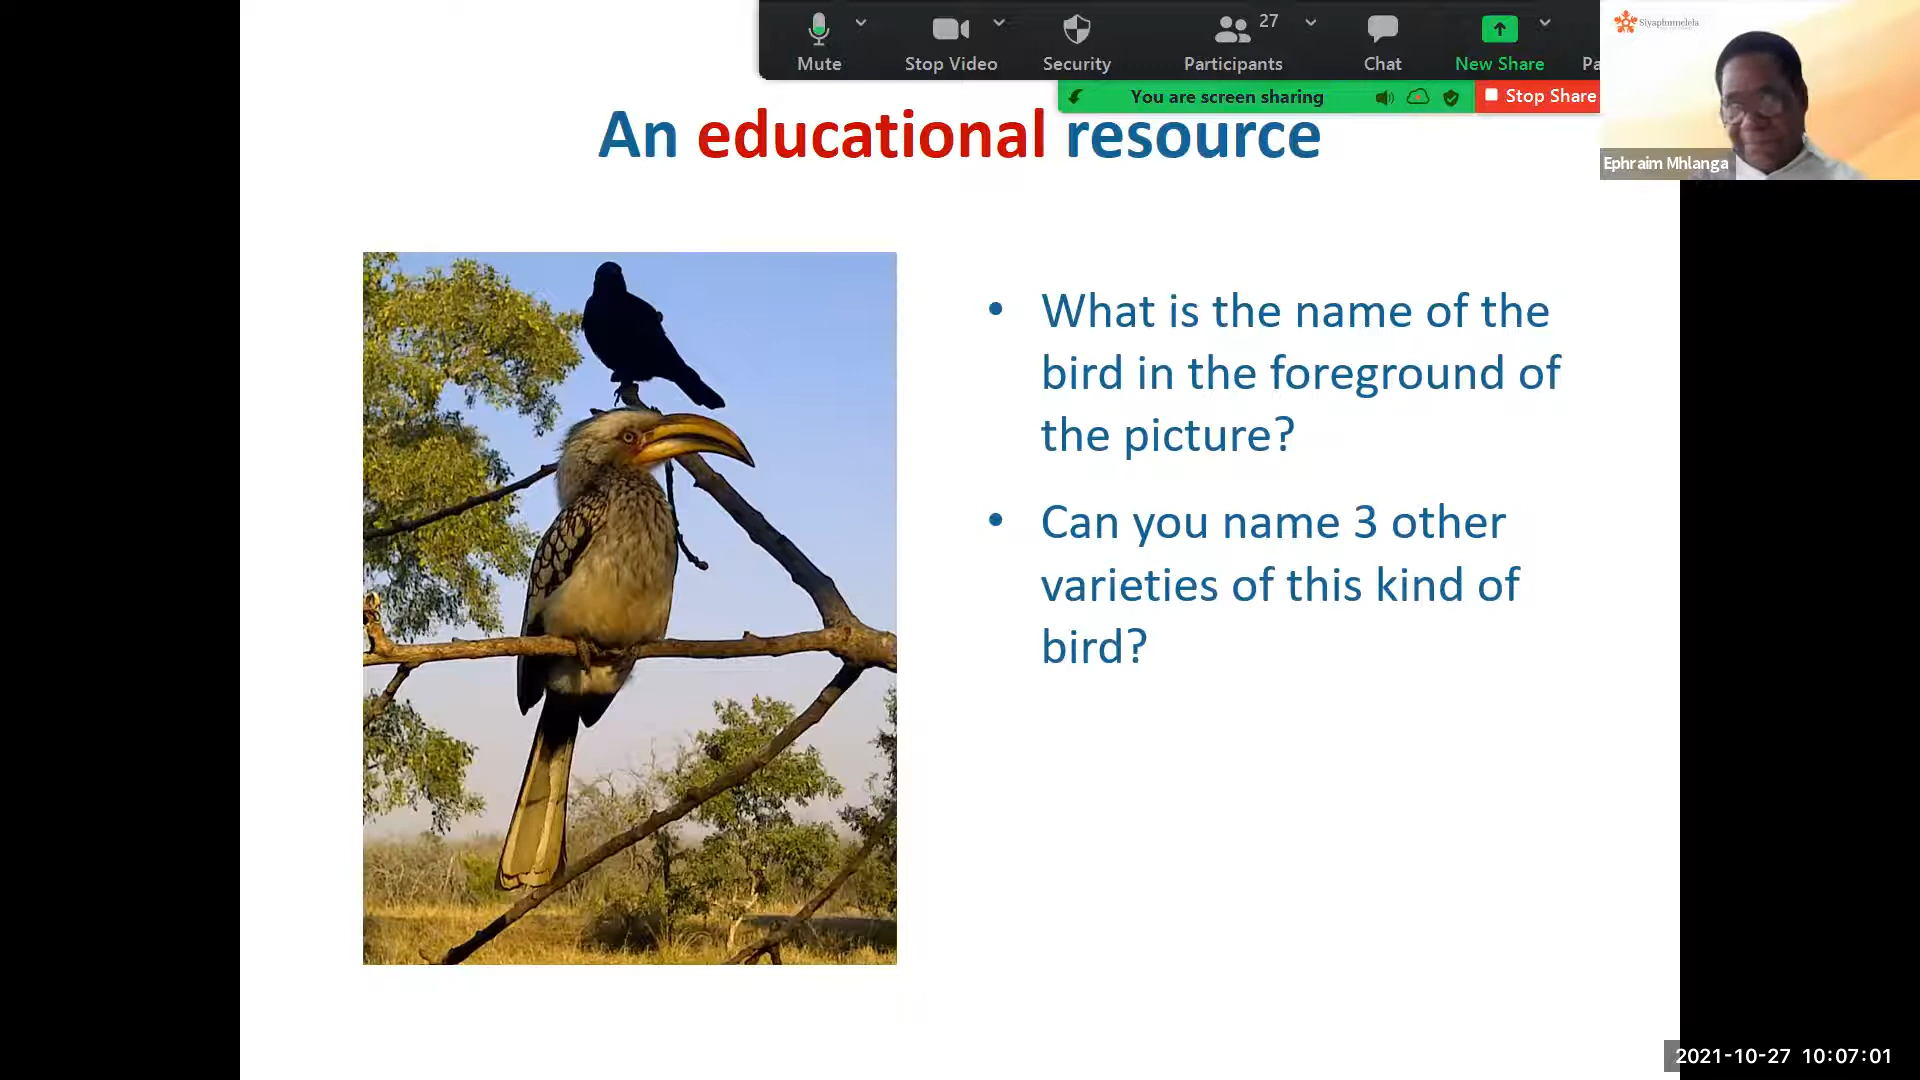 27
Mute
Stop Video
Security
Participants
Chat
New Share
Pa
You are screen sharing
Stop Share
Siyaphumelela
Ephraim Mhlanga
An educational resource
• What is the name of the
bird in the foreground of
the picture?
• Can you name 3 other
varieties of this kind of
bird?
2021-10-27 10:07:01